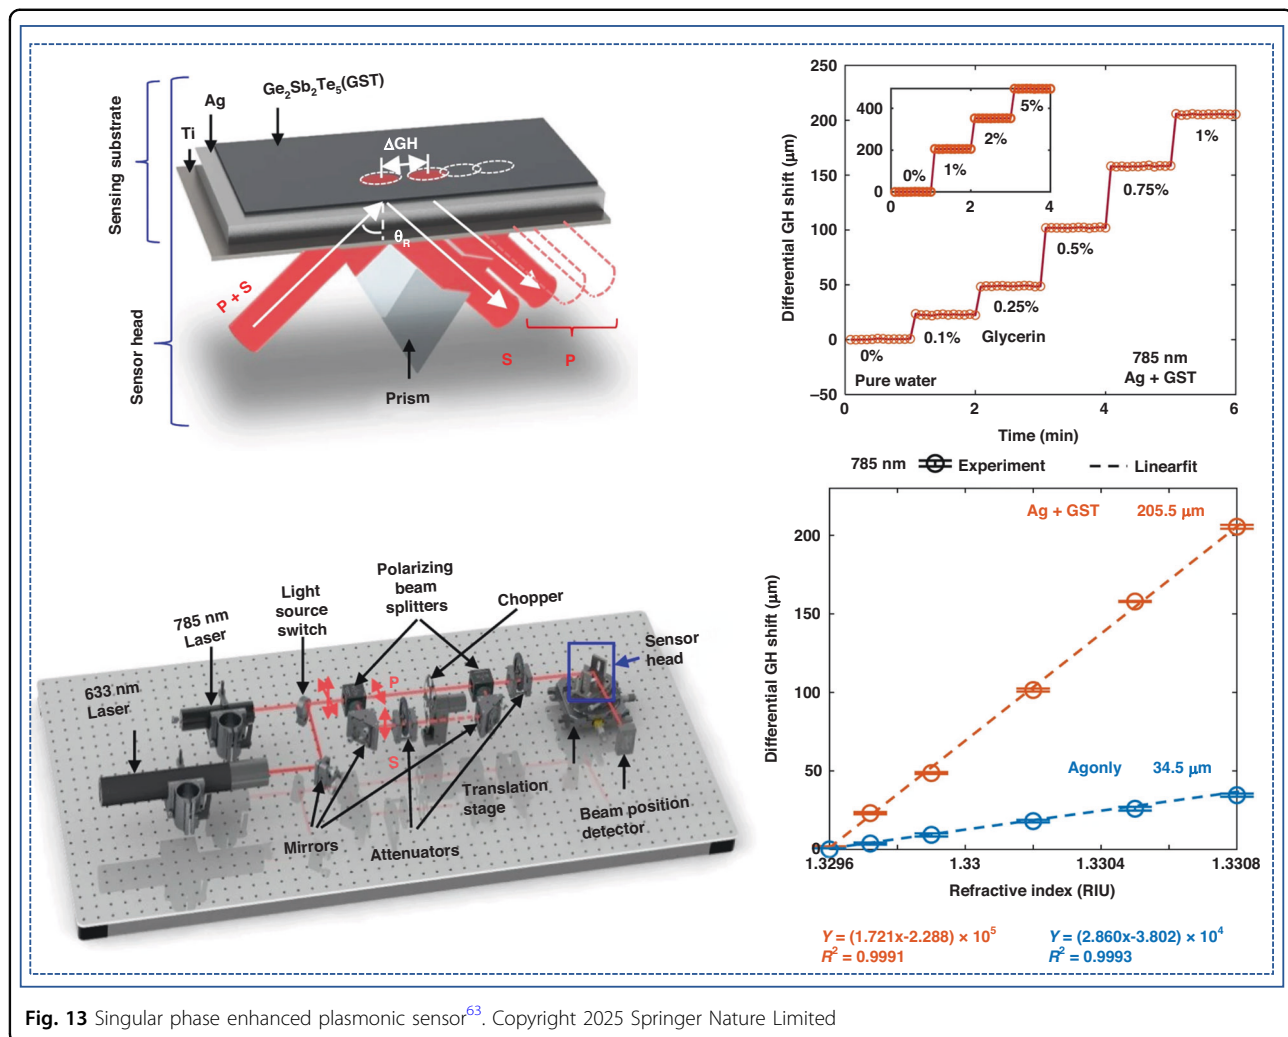 Sensing substrate
Sensor head
Ti
Ag
Ge2Sb2Te5(GST)
ΔGH
θR
P + S
S
P
Prism
Differential GH shift (μm)
250
200
150
100
50
0
–50
400
200
0
0%
1%
2%
5%
0
2
4
0%
Pure water
0.1%
0.25%
Glycerin
0.5%
0.75%
1%
785 nm
Ag + GST
0
2
4
6
Time (min)
633 nm
Laser
785 nm
Laser
Light
source
switch
Polarizing
beam
splitters
Chopper
Sensor
head
P
S
Mirrors
Attenuators
Translation
stage
Beam position
detector
785 nm
Experiment
Linearfit
Differential GH shift (μm)
200
150
100
50
0
Ag + GST 205.5 μm
Agonly 34.5 μm
1.3296
1.33
1.3304
1.3308
Refractive index (RIU)
Y = (1.721x-2.288) × 10^5
R^2 = 0.9991
Y = (2.860x-3.802) × 10^4
R^2 = 0.9993
Fig. 13 Singular phase enhanced plasmonic sensor63. Copyright 2025 Springer Nature Limited